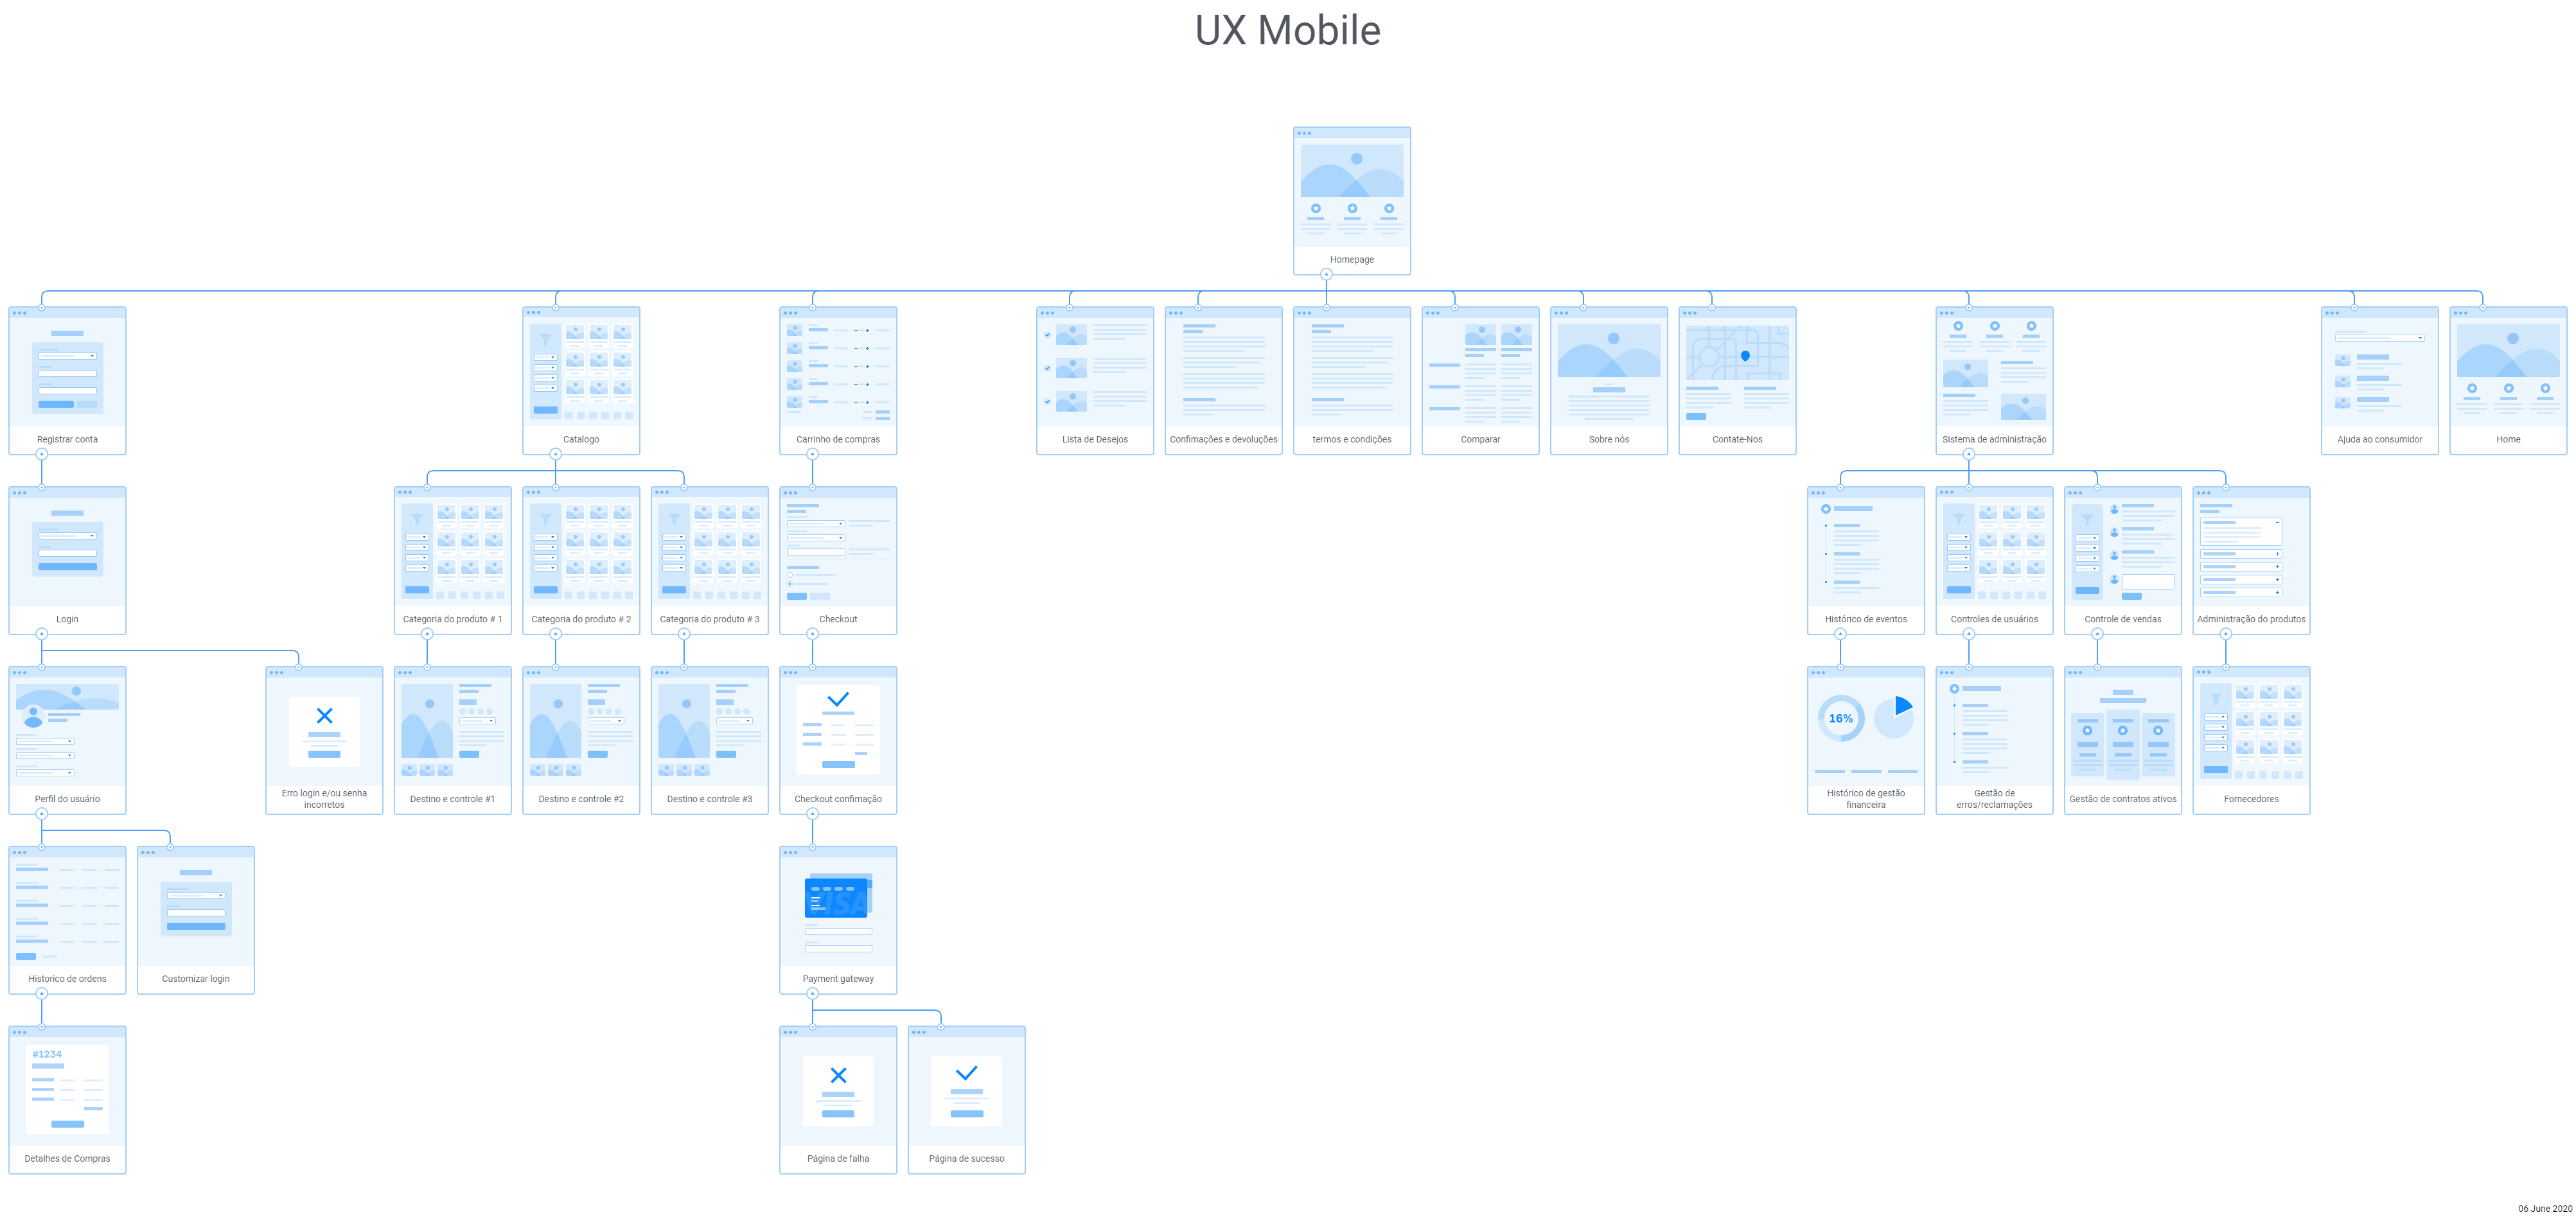 UX Mobile
Homepage
Registrar conta
Catalogo
Carrinho de compras
Lista de Desejos
Confimações e devoluções
termos e condições
Comparar
Sobre nós
Contate-Nos
Sistema de administração
Ajuda ao consumidor
Home
Login
Categoria do produto # 1
Categoria do produto # 2
Categoria do produto # 3
Checkout
Histórico de eventos
Controles de usuários
Controle de vendas
Administração do produtos
16%
Perfil do usuário
Erro login e/ou senha
incorretos
Destino e controle #1
Destino e controle #2
Destino e controle #3
Checkout confimação
Histórico de gestão
financeira
Gestão de
erros/reclamações
Gestão de contratos ativos
Fornecedores
VISA
Historico de ordens
Customizar login
Payment gateway
#1234
Detalhes de Compras
Página de falha
Página de sucesso
06 June 2020